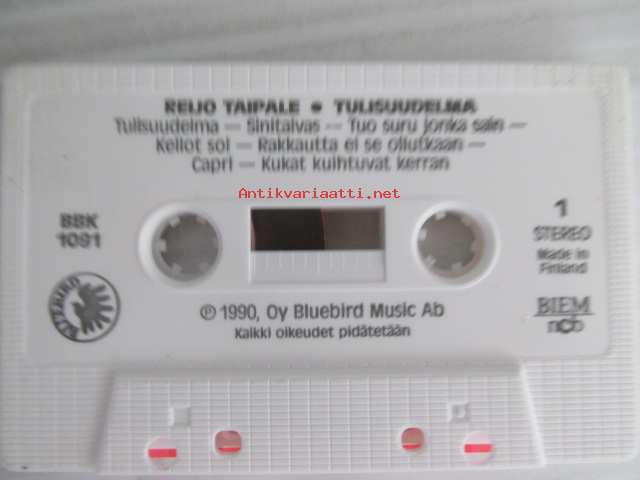 REIJO TAIPALE ● TULISUUDELMA
Tulisuudelma — Sinitaivas — Tuo suru jonka sain —
Kellot soi — Rakkautta ei se ollutkaan —
Capri — Kukat kuihtuvat kerran
Antikvariaatti.net
BBK
1091
1
STEREO
Made in
Finland
BLUEBIRD
℗ 1990, Oy Bluebird Music Ab
Kaikki oikeudet pidätetään
BIEM
ncb